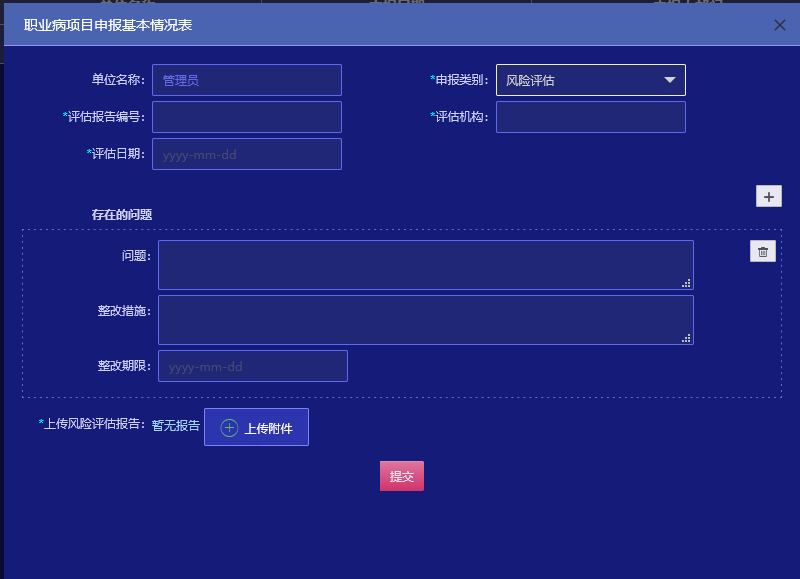 职业病项目申报基本情况表
单位名称: 管理员 *申报类别: 风险评估
*评估报告编号: *评估机构:
*评估日期: yyyy-mm-dd
存在的问题
问题:
整改措施:
整改期限: yyyy-mm-dd
*上传风险评估报告: 暂无报告 上传附件
提交